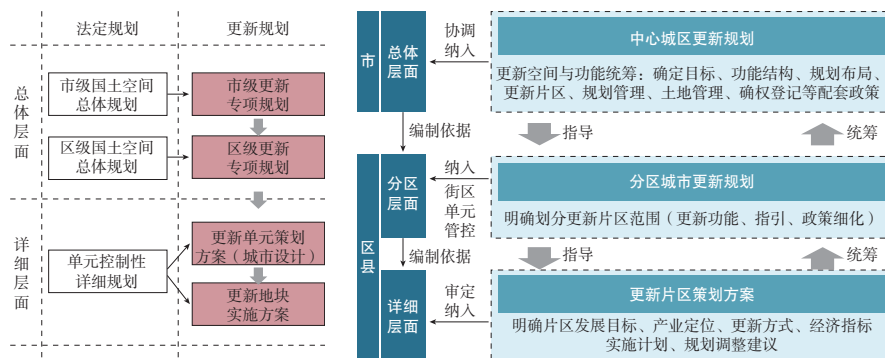 法定规划
更新规划
总体层面
市级国土空间
总体规划
市级更新
专项规划
区级国土空间
总体规划
区级更新
专项规划
详细层面
单元控制性
详细规划
更新单元策划
方案（城市设计）
更新地块
实施方案
市
总体
层面
协调
纳入
中心城区更新规划
更新空间与功能统筹：确定目标、功能结构、规划布局、
更新片区、规划管理、土地管理、确权登记等配套政策
编制依据
指导
统筹
区县
分区
层面
纳入
街区
单元
管控
分区城市更新规划
明确划分更新片区范围（更新功能、指引、政策细化）
编制依据
指导
统筹
详细
层面
审定
纳入
更新片区策划方案
明确片区发展目标、产业定位、更新方式、经济指标
实施计划、规划调整建议